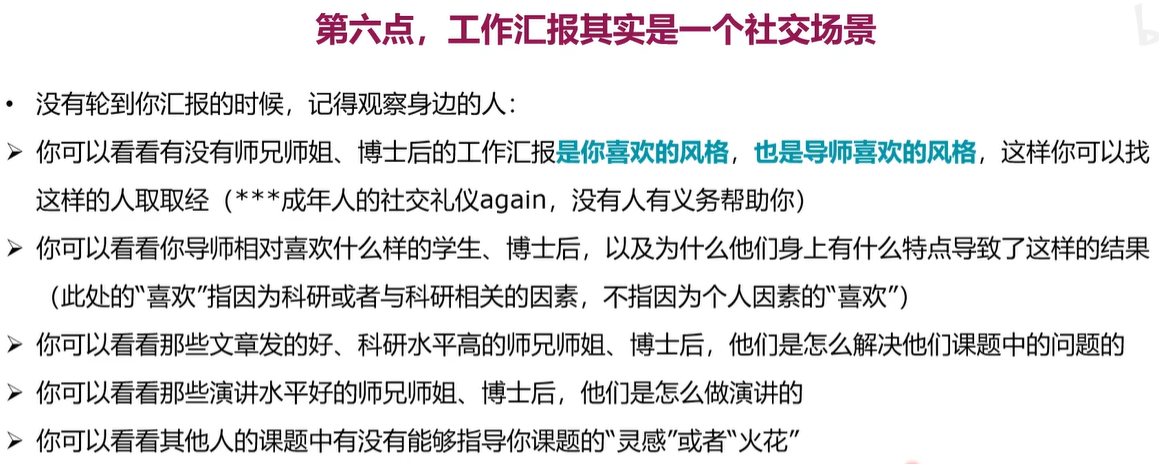 第六点，工作汇报其实是一个社交场景
• 没有轮到你汇报的时候，记得观察身边的人：
➢ 你可以看看有没有师兄师姐、博士后的工作汇报是你喜欢的风格，也是导师喜欢的风格，这样你可以找
这样的人取取经（***成年人的社交礼仪again，没有人有义务帮助你）
➢ 你可以看看你导师相对喜欢什么样的学生、博士后，以及为什么他们身上有什么特点导致了这样的结果
（此处的“喜欢”指因为科研或者与科研相关的因素，不指因为个人因素的“喜欢”）
➢ 你可以看看那些文章发的好、科研水平高的师兄师姐、博士后，他们是怎么解决他们课题中的问题的
➢ 你可以看看那些演讲水平好的师兄师姐、博士后，他们是怎么做演讲的
➢ 你可以看看其他人的课题中有没有能够指导你课题的“灵感”或者“火花”